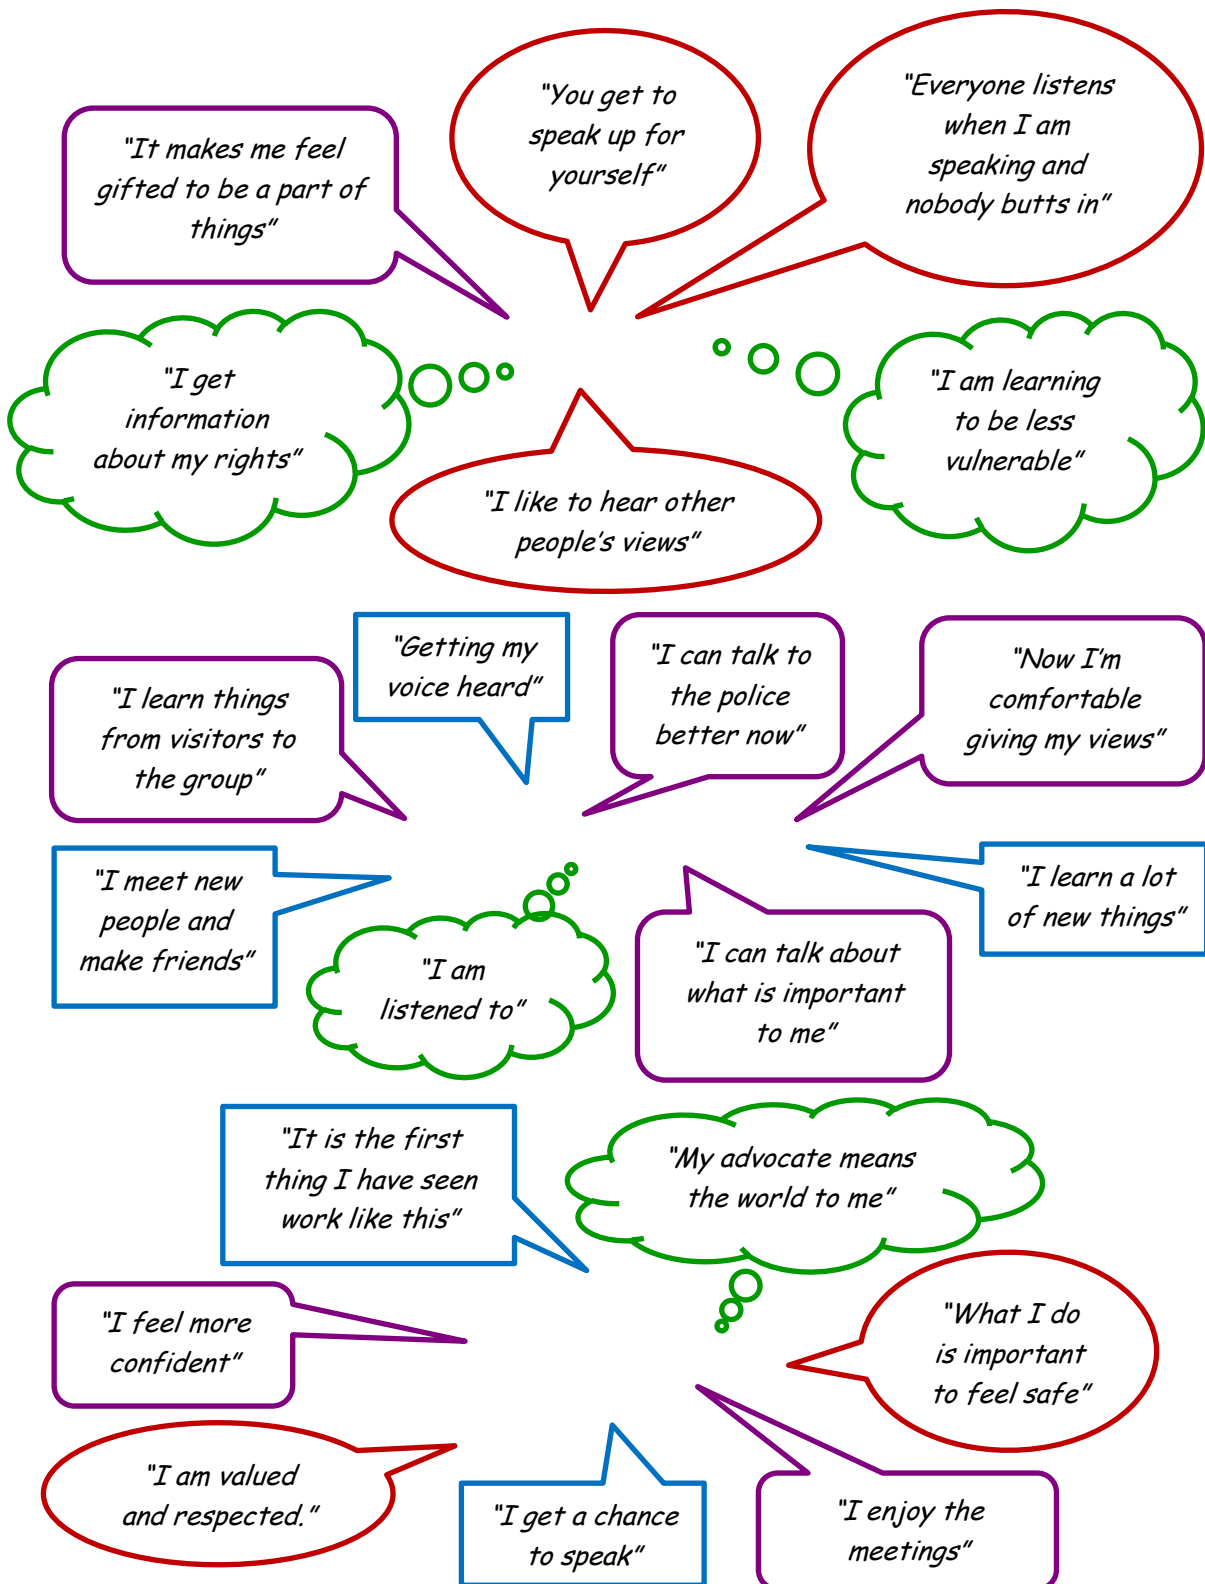 "It makes me feel
gifted to be a part of
things"
"You get to
speak up for
yourself"
"Everyone listens
when I am
speaking and
nobody butts in"
"I get
information
about my rights"
"I am learning
to be less
vulnerable"
"I like to hear other
people's views"
"I learn things
from visitors to
the group"
"Getting my
voice heard"
"I can talk to
the police
better now"
"Now I'm
comfortable
giving my views"
"I meet new
people and
make friends"
"I am
listened to"
"I can talk about
what is important
to me"
"I learn a lot
of new things"
"It is the first
thing I have seen
work like this"
"My advocate means
the world to me"
"I feel more
confident"
"What I do
is important
to feel safe"
"I am valued
and respected."
"I get a chance
to speak"
"I enjoy the
meetings"